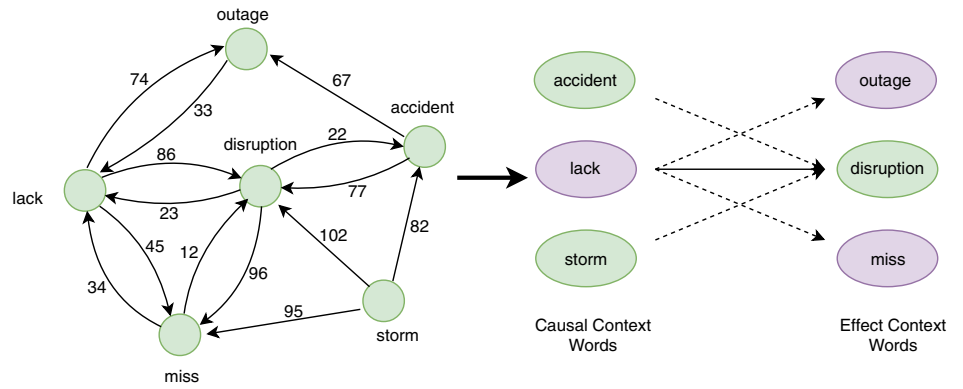 outage
74
33
67
accident
disruption
22
86
77
lack
23
82
45
12
96
102
34
95
storm
miss
accident
lack
storm
Causal Context
Words
outage
disruption
miss
Effect Context
Words